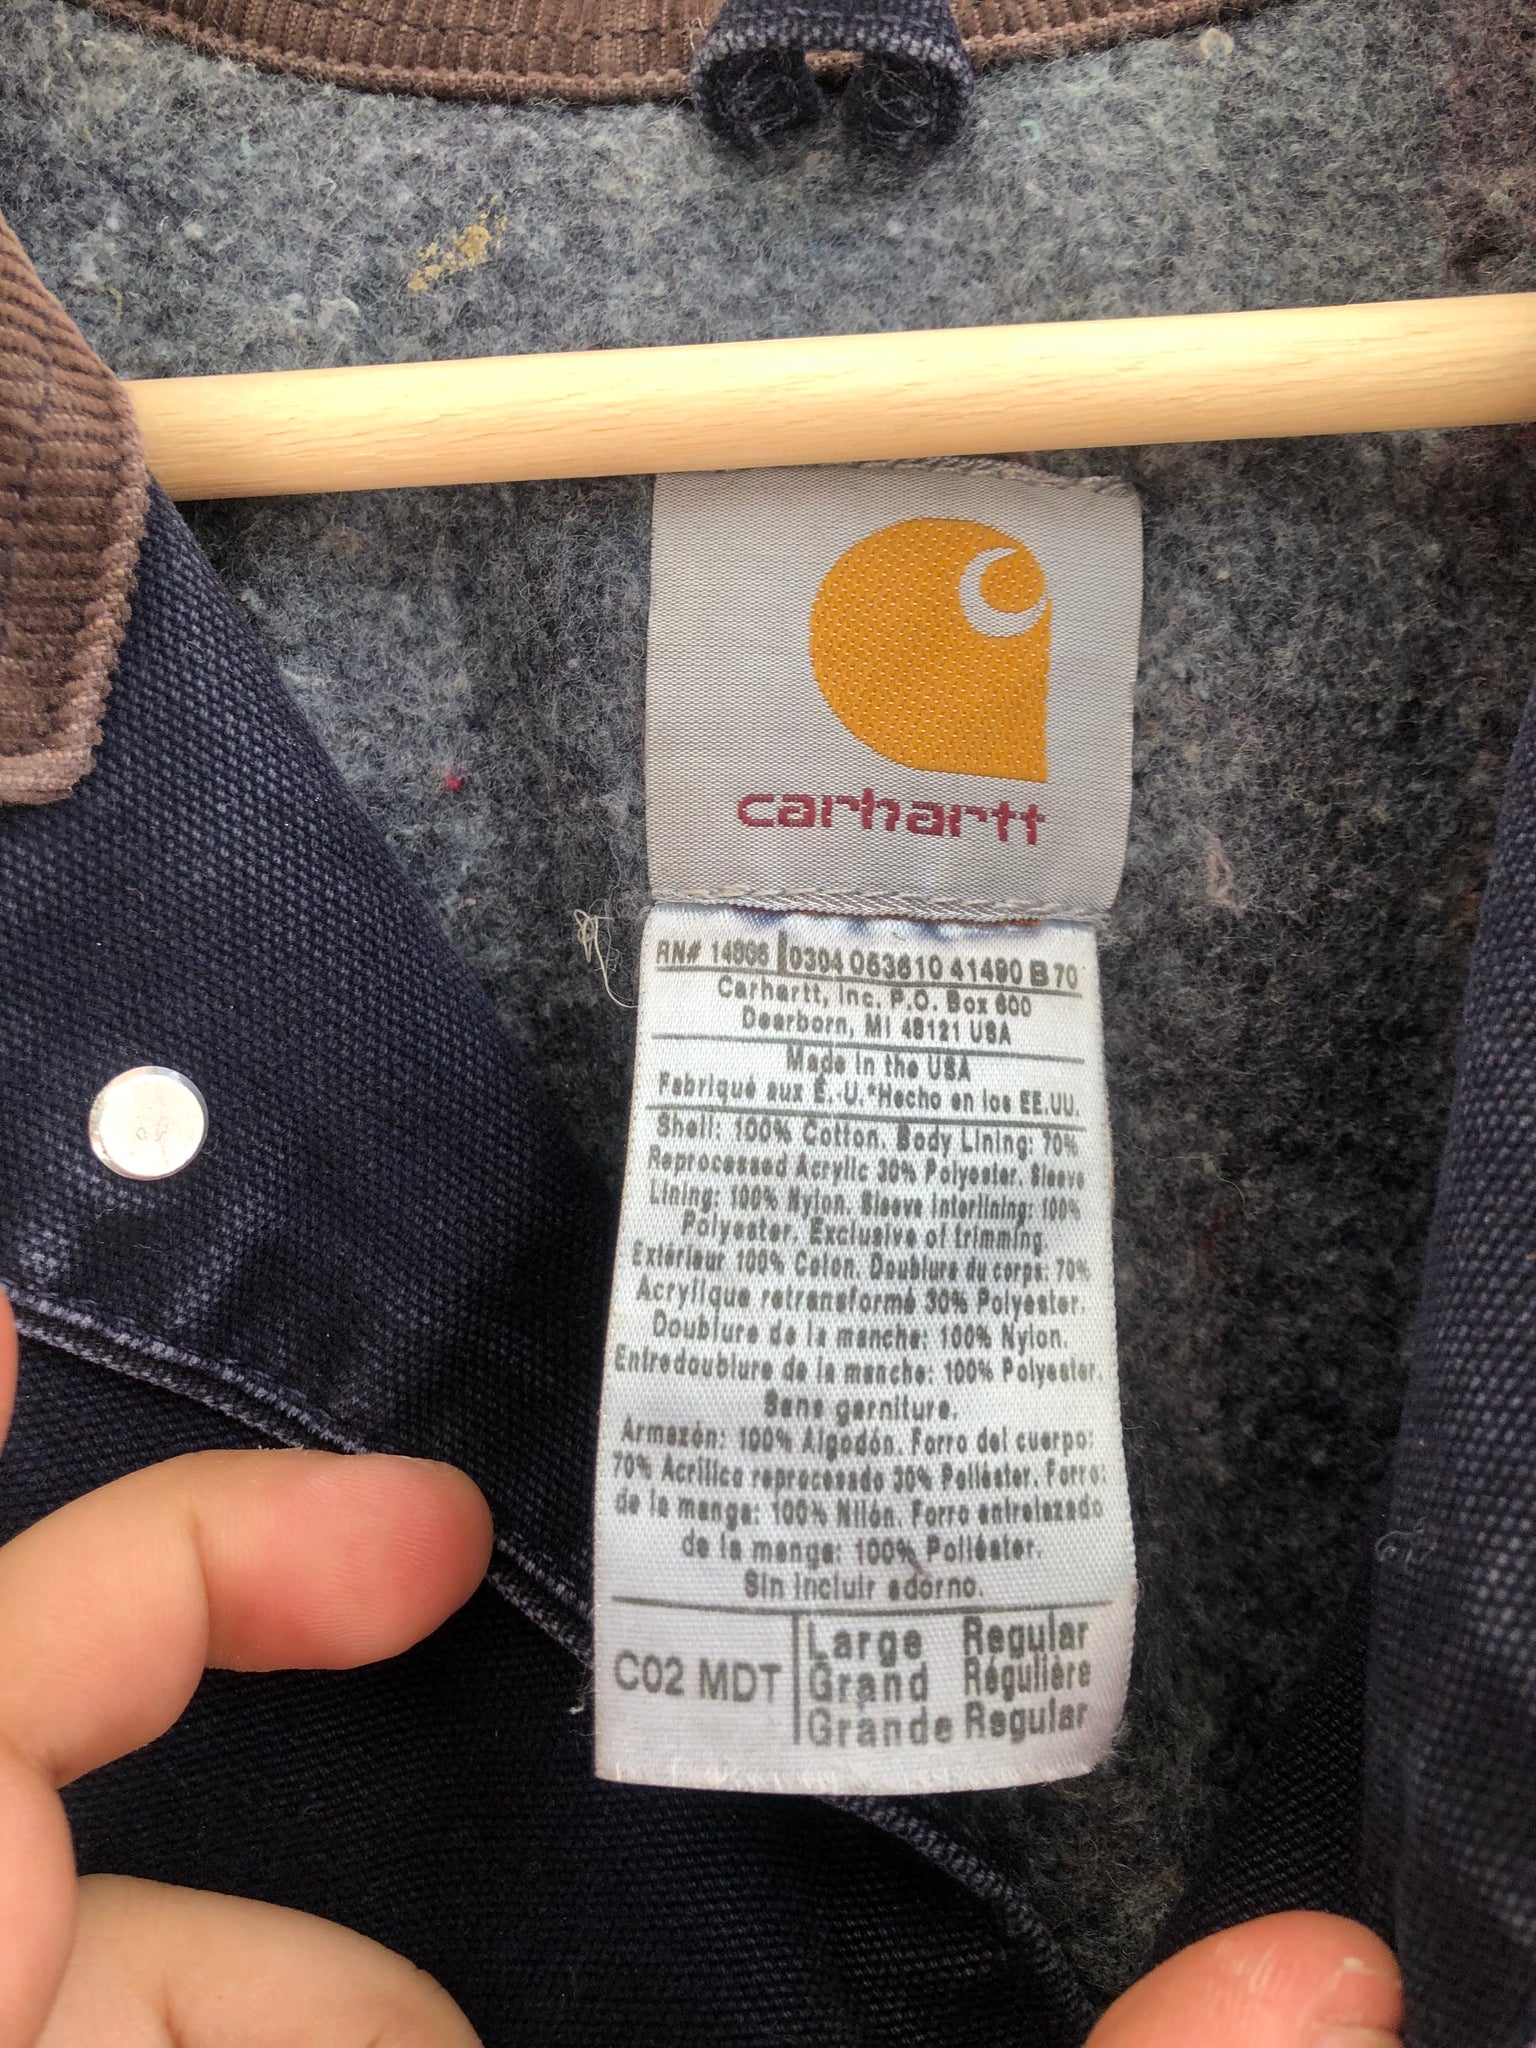 carhartt
RN# 14806 0304 053610 41490 B 70
Carhartt, Inc. P.O. Box 600
Dearborn, MI 48121 USA
Made in the USA
Fabriqué aux É.-U.*Hecho en los EE.UU.
Shell: 100% Cotton. Body Lining: 70%
Reprocessed Acrylic 30% Polyester. Sleeve
Lining: 100% Nylon. Sleeve Interlining: 100%
Polyester. Exclusive of trimming
Extérieur 100% Coton. Doublure du corps: 70%
Acrylique retransformé 30% Polyester.
Doublure de la manche: 100% Nylon.
Entredoublure de la manche: 100% Polyester.
Sans garniture.
Armazón: 100% Algodón. Forro del cuerpo:
70% Acrílico reprocesado 30% Poliéster. Forro:
de la manga: 100% Nilón. Forro entrelazado
de la manga: 100% Poliéster.
Sin incluir adorno.
C02 MDT
Large Regular
Grand Régulière
Grande Regular